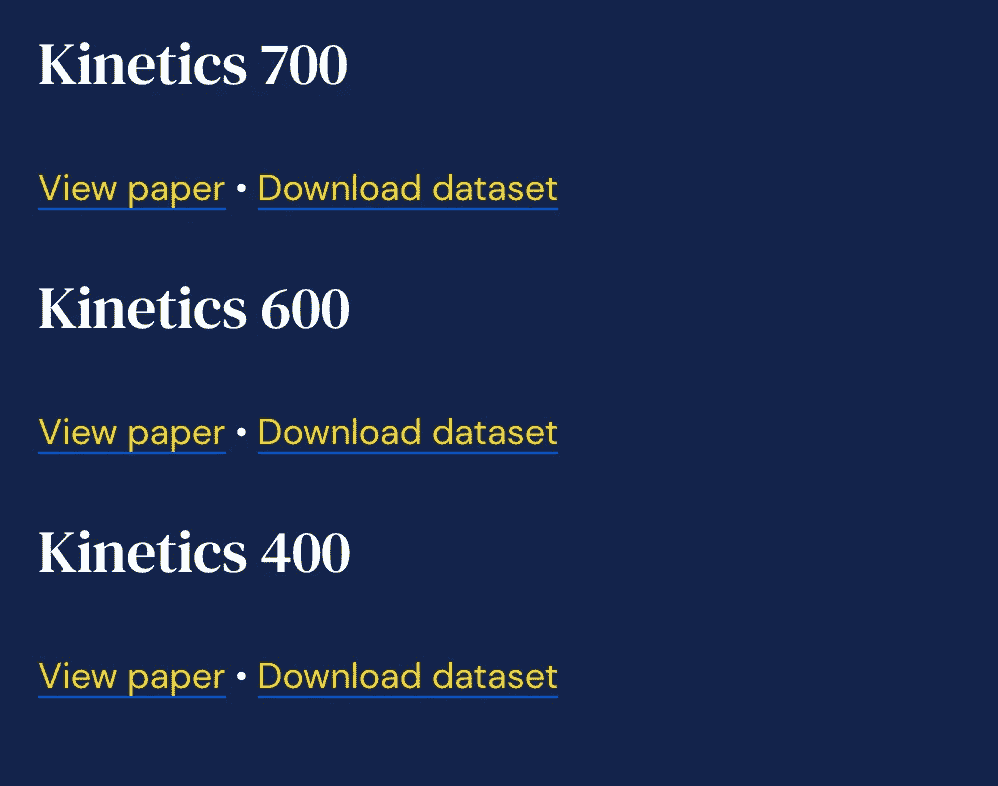 Kinetics 700
View paper • Download dataset
Kinetics 600
View paper • Download dataset
Kinetics 400
View paper • Download dataset